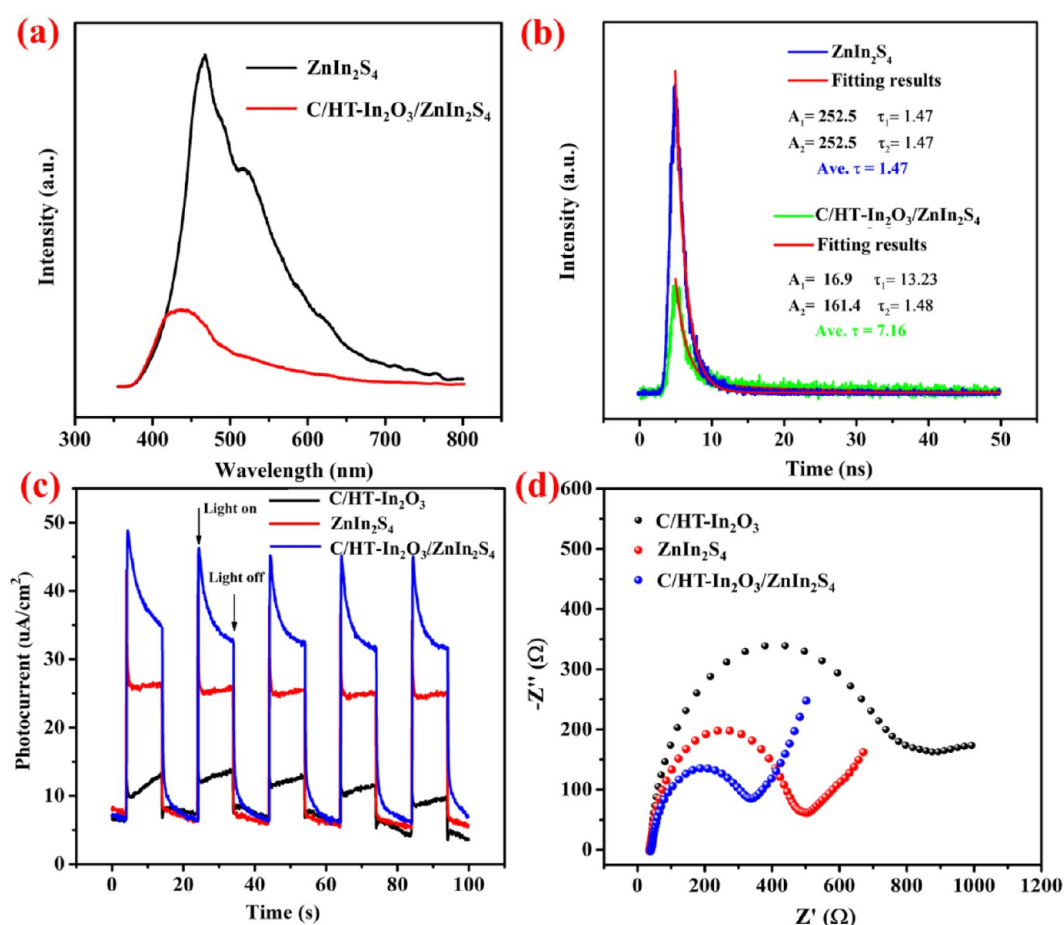 (a)
ZnIn₂S₄
C/HT-In₂O₃/ZnIn₂S₄
Intensity (a.u.)
300 400 500 600 700 800
Wavelength (nm)
(b)
ZnIn₂S₄
Fitting results
A₁= 252.5 τ₁= 1.47
A₂= 252.5 τ₂= 1.47
Ave. τ = 1.47
C/HT-In₂O₃/ZnIn₂S₄
Fitting results
A₁= 16.9 τ₁= 13.23
A₂= 161.4 τ₂= 1.48
Ave. τ = 7.16
Intensity (a.u.)
0 10 20 30 40 50
Time (ns)
(c)
C/HT-In₂O₃
ZnIn₂S₄
C/HT-In₂O₃/ZnIn₂S₄
Light on
Light off
Photocurrent (uA/cm²)
50
40
30
20
10
0
0 20 40 60 80 100
Time (s)
(d)
C/HT-In₂O₃
ZnIn₂S₄
C/HT-In₂O₃/ZnIn₂S₄
-Z'' (Ω)
600
500
400
300
200
100
0
0 200 400 600 800 1000 1200
Z' (Ω)